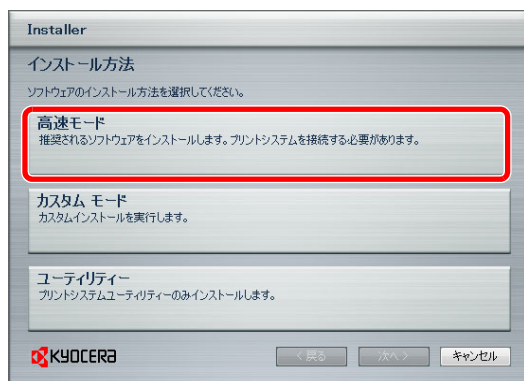 Installer
インストール方法
ソフトウェアのインストール方法を選択してください。
高速モード
推奨されるソフトウェアをインストールします。プリントシステムを接続する必要があります。
カスタム モード
カスタムインストールを実行します。
ユーティリティー
プリントシステムユーティリティーのみインストールします。
KYOCERA
< 戻る
次へ >
キャンセル